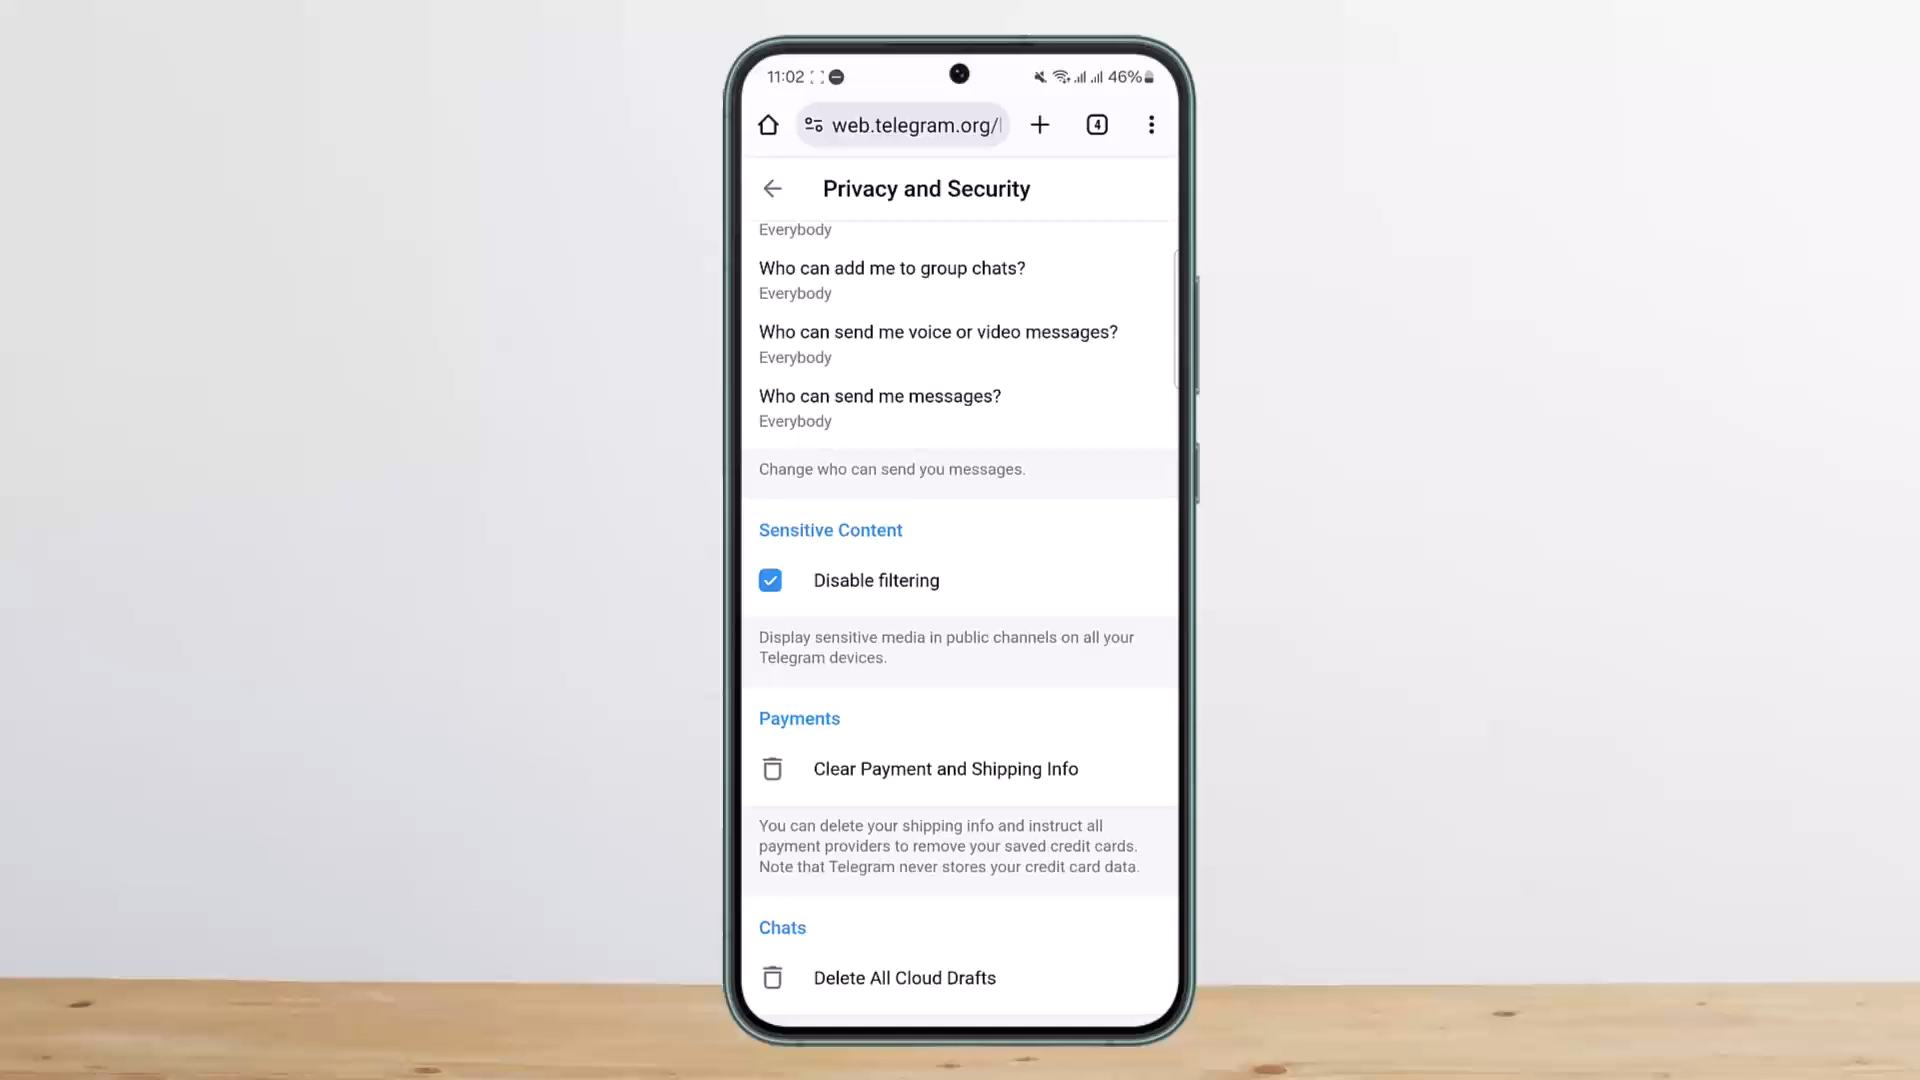 11:02
46%
web.telegram.org/
4
Privacy and Security
Everybody
Who can add me to group chats?
Everybody
Who can send me voice or video messages?
Everybody
Who can send me messages?
Everybody
Change who can send you messages.
Sensitive Content
Disable filtering
Display sensitive media in public channels on all your
Telegram devices.
Payments
Clear Payment and Shipping Info
You can delete your shipping info and instruct all
payment providers to remove your saved credit cards.
Note that Telegram never stores your credit card data.
Chats
Delete All Cloud Drafts